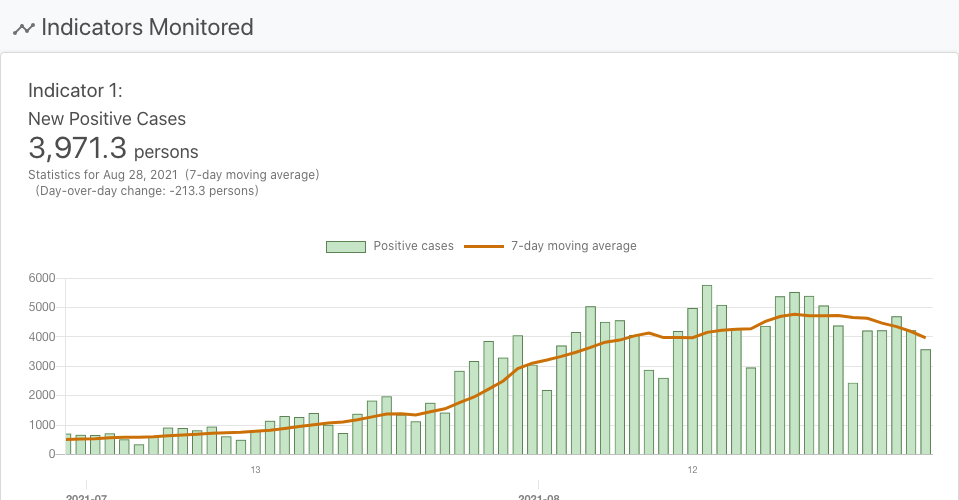 Indicators Monitored
Indicator 1:
New Positive Cases
3,971.3 persons
Statistics for Aug 28, 2021 (7-day moving average)
(Day-over-day change: -213.3 persons)
Positive cases 7-day moving average
6000
5000
4000
3000
2000
1000
0
13 12
2021-07 2021-08